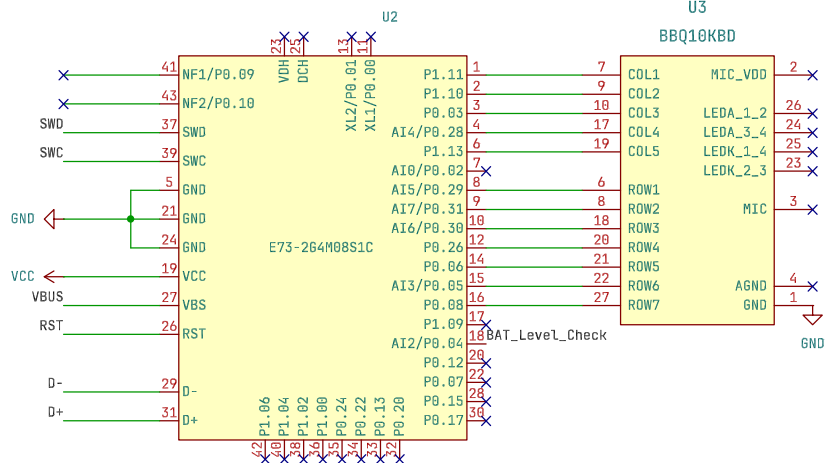 U2
U3
BBQ10KBD
23 VDH
25 DCH
13 XL2/P0.01
11 XL1/P0.00
41 NF1/P0.09
43 NF2/P0.10
SWD 37 SWD
SWC 39 SWC
5 GND
GND 21 GND
24 GND
VCC 19 VCC
VBUS 27 VBS
RST 26 RST
D- 29 D-
D+ 31 D+
E73-2G4M08S1C
P1.11 1
P1.10 2
P0.03 3
AI4/P0.28 4
P1.13 6
AI0/P0.02 7
AI5/P0.29 8
AI7/P0.31 9
AI6/P0.30 10
P0.26 12
P0.06 14
AI3/P0.05 15
P0.08 16
P1.09 17
AI2/P0.04 18 BAT_Level_Check
P0.12 20
P0.07 22
P0.15 28
P0.17 30
P1.06 42
P1.04 40
P1.02 38
P1.00 36
P0.24 35
P0.22 34
P0.13 33
P0.20 32
7 COL1
9 COL2
10 COL3
17 COL4
19 COL5
6 ROW1
8 ROW2
18 ROW3
20 ROW4
21 ROW5
22 ROW6
27 ROW7
MIC_VDD 2
LEDA_1_2 26
LEDA_3_4 24
LEDK_1_4 25
LEDK_2_3 23
MIC 3
AGND 4
GND 1
GND